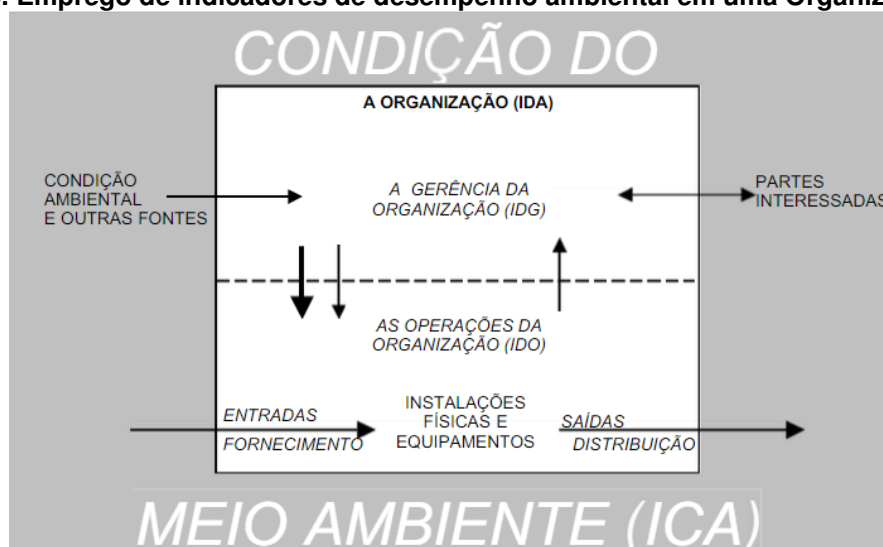 . Emprego de indicadores de desempenho ambiental em uma Organiz
CONDIÇÃO DO
A ORGANIZAÇÃO (IDA)
CONDIÇÃO
AMBIENTAL
E OUTRAS FONTES
A GERÊNCIA DA
ORGANIZAÇÃO (IDG)
PARTES
INTERESSADAS
AS OPERAÇÕES DA
ORGANIZAÇÃO (IDO)
ENTRADAS
FORNECIMENTO
INSTALAÇÕES
FÍSICAS E
EQUIPAMENTOS
SAÍDAS
DISTRIBUIÇÃO
MEIO AMBIENTE (ICA)